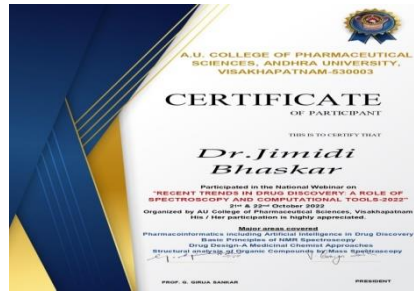 A.U. COLLEGE OF PHARMACEUTICAL
SCIENCES, ANDHRA UNIVERSITY,
VISAKHAPATNAM-530003
CERTIFICATE
OF PARTICIPANT
THIS IS TO CERTIFY THAT
Dr.Jimidi
Bhaskar
Participated in the National Webinar on
"RECENT TRENDS IN DRUG DISCOVERY: A ROLE OF
SPECTROSCOPY AND COMPUTATIONAL TOOLS-2022"
21st & 22nd October 2022
Organized by AU College of Pharmaceutical Sciences, Visakhapatnam
His / Her participation is highly appreciated.
Major areas covered
Pharmacoinformatics including Artificial Intelligence in Drug Discovery
Basic Principles of NMR Spectroscopy
Drug Design-A Medicinal Chemist Approaches
Structural analysis of Organic Compounds by Mass Spectroscopy
PROF. G. GIRIJA SANKAR
PRESIDENT